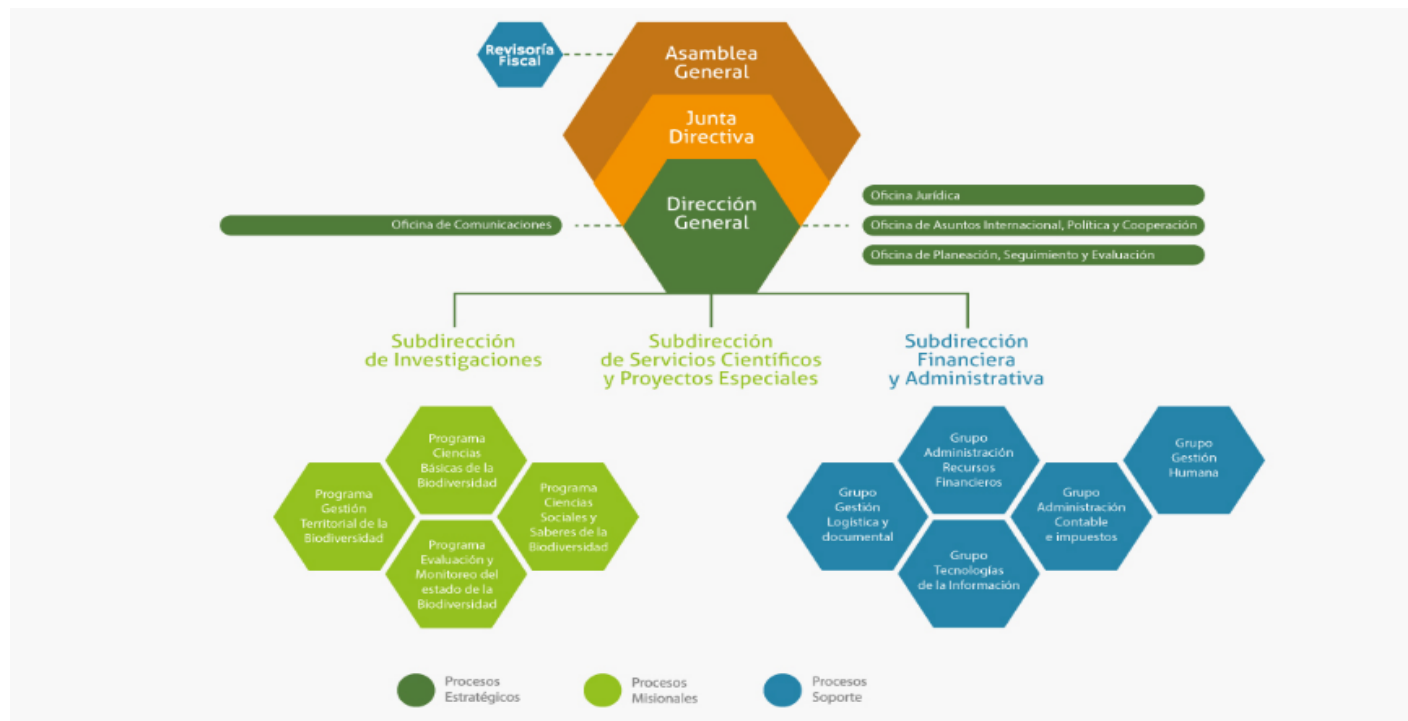 Revisoría
Fiscal
Asamblea
General
Junta
Directiva
Dirección
General
Oficina de Comunicaciones
Oficina Jurídica
Oficina de Asuntos Internacional, Política y Cooperación
Oficina de Planeación, Seguimiento y Evaluación
Subdirección
de Investigaciones
Subdirección
de Servicios Científicos
y Proyectos Especiales
Subdirección
Financiera
y Administrativa
Programa
Ciencias
Básicas de la
Biodiversidad
Programa
Gestión
Territorial de la
Biodiversidad
Programa
Ciencias
Sociales y
Saberes de la
Biodiversidad
Programa
Evaluación y
Monitoreo del
estado de la
Biodiversidad
Grupo
Administración
Recursos
Financieros
Grupo
Gestión
Humana
Grupo
Gestión
Logística y
documental
Grupo
Administración
Contable
e impuestos
Grupo
Tecnologías
de la Información
Procesos
Estratégicos
Procesos
Misionales
Procesos
Soporte